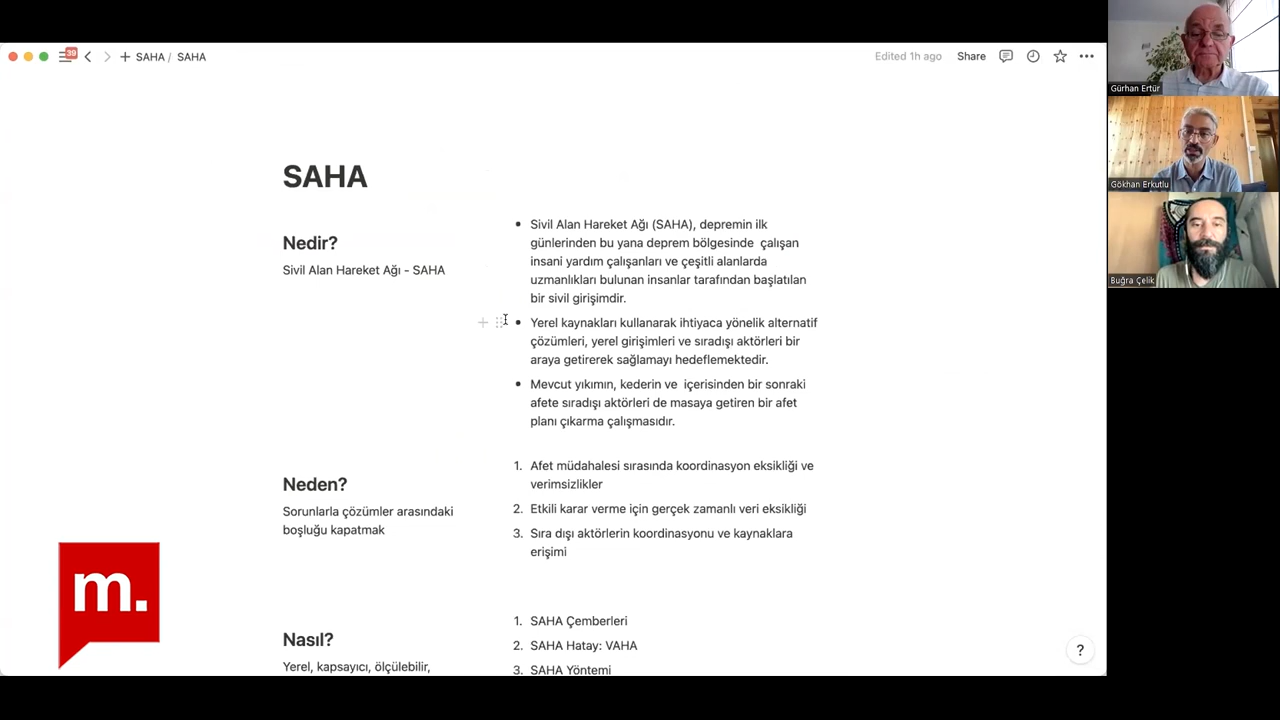 39
SAHA / SAHA
Edited 1h ago Share
SAHA
Nedir?
Sivil Alan Hareket Ağı - SAHA
• Sivil Alan Hareket Ağı (SAHA), depremin ilk
günlerinden bu yana deprem bölgesinde  çalışan
insani yardım çalışanları ve çeşitli alanlarda
uzmanlıkları bulunan insanlar tarafından başlatılan
bir sivil girişimdir.
• Yerel kaynakları kullanarak ihtiyaca yönelik alternatif
çözümleri, yerel girişimleri ve sıradışı aktörleri bir
araya getirerek sağlamayı hedeflemektedir.
• Mevcut yıkımın, kederin ve  içerisinden bir sonraki
afete sıradışı aktörleri de masaya getiren bir afet
planı çıkarma çalışmasıdır.
Neden?
Sorunlarla çözümler arasındaki
boşluğu kapatmak
1. Afet müdahalesi sırasında koordinasyon eksikliği ve
verimsizlikler
2. Etkili karar verme için gerçek zamanlı veri eksikliği
3. Sıra dışı aktörlerin koordinasyonu ve kaynaklara
erişimi
Nasıl?
Yerel, kapsayıcı, ölçülebilir,
1. SAHA Çemberleri
2. SAHA Hatay: VAHA
3. SAHA Yöntemi
m.
?
Gürhan Ertür
Gökhan Erkutlu
Buğra Çelik